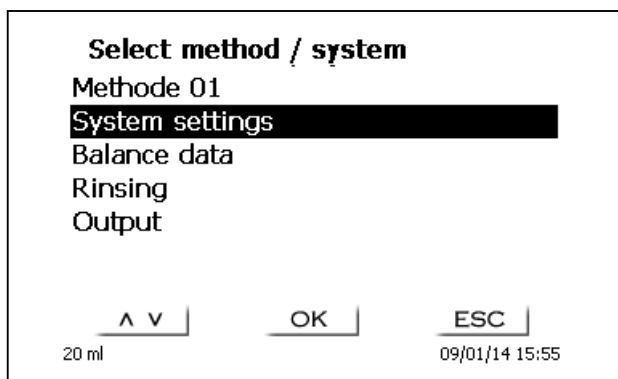 Select method / system
Methode 01
System settings
Balance data
Rinsing
Output
∧ ∨ OK ESC
20 ml 09/01/14 15:55